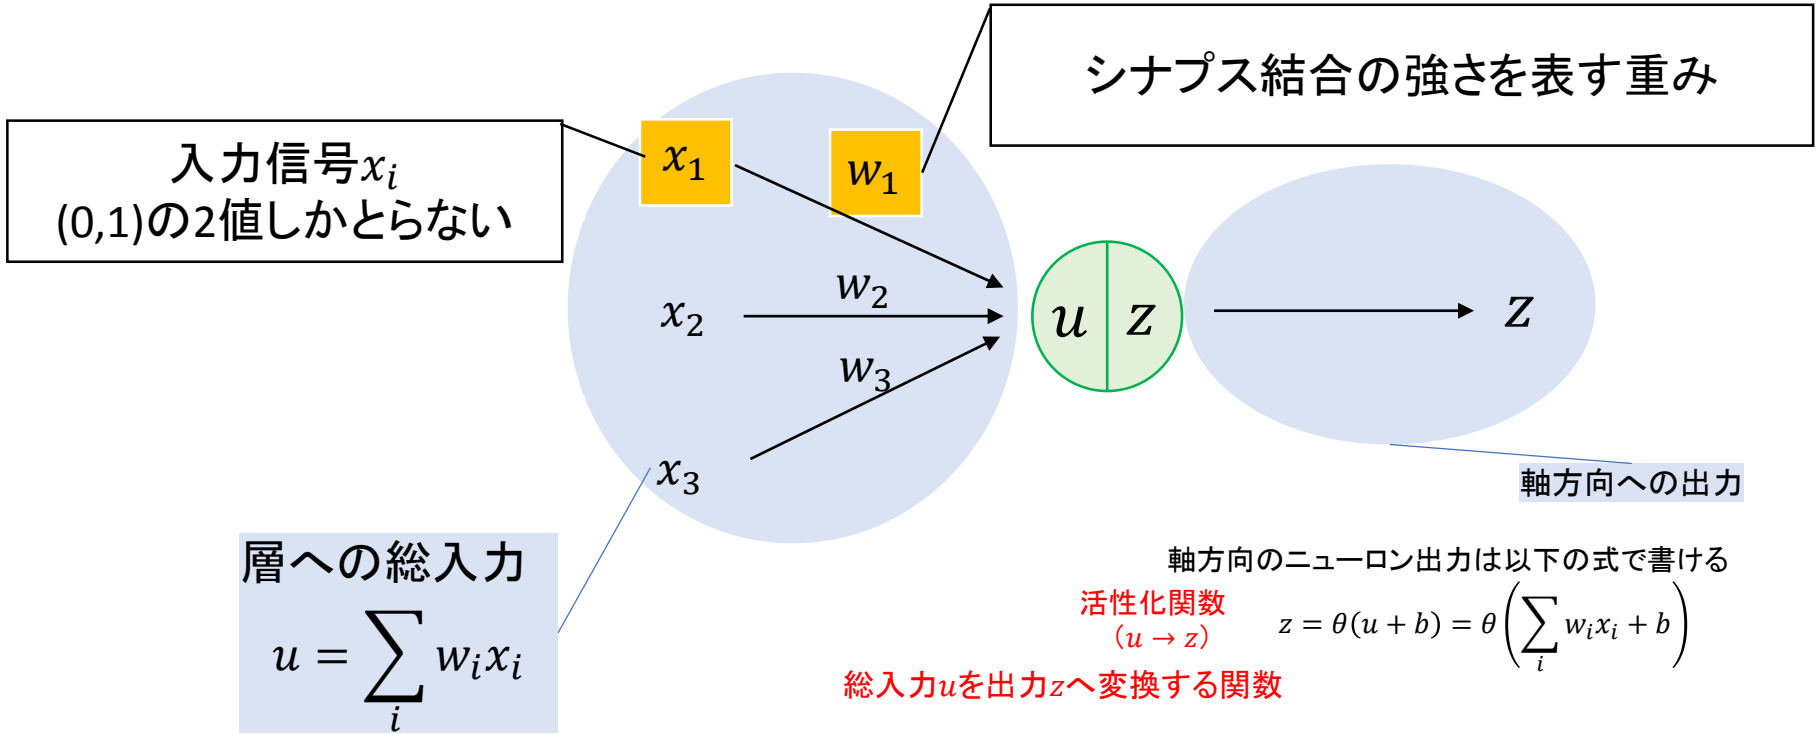 シナプス結合の強さを表す重み
入力信号xᵢ
(0,1)の2値しかとらない
x₁
w₁
x₂
w₂
w₃
x₃
u
z
z
軸方向への出力
層への総入力
u = ∑ᵢ wᵢxᵢ
軸方向のニューロン出力は以下の式で書ける
活性化関数
（u → z）
z = θ(u + b) = θ(∑ᵢ wᵢxᵢ + b)
総入力uを出力zへ変換する関数